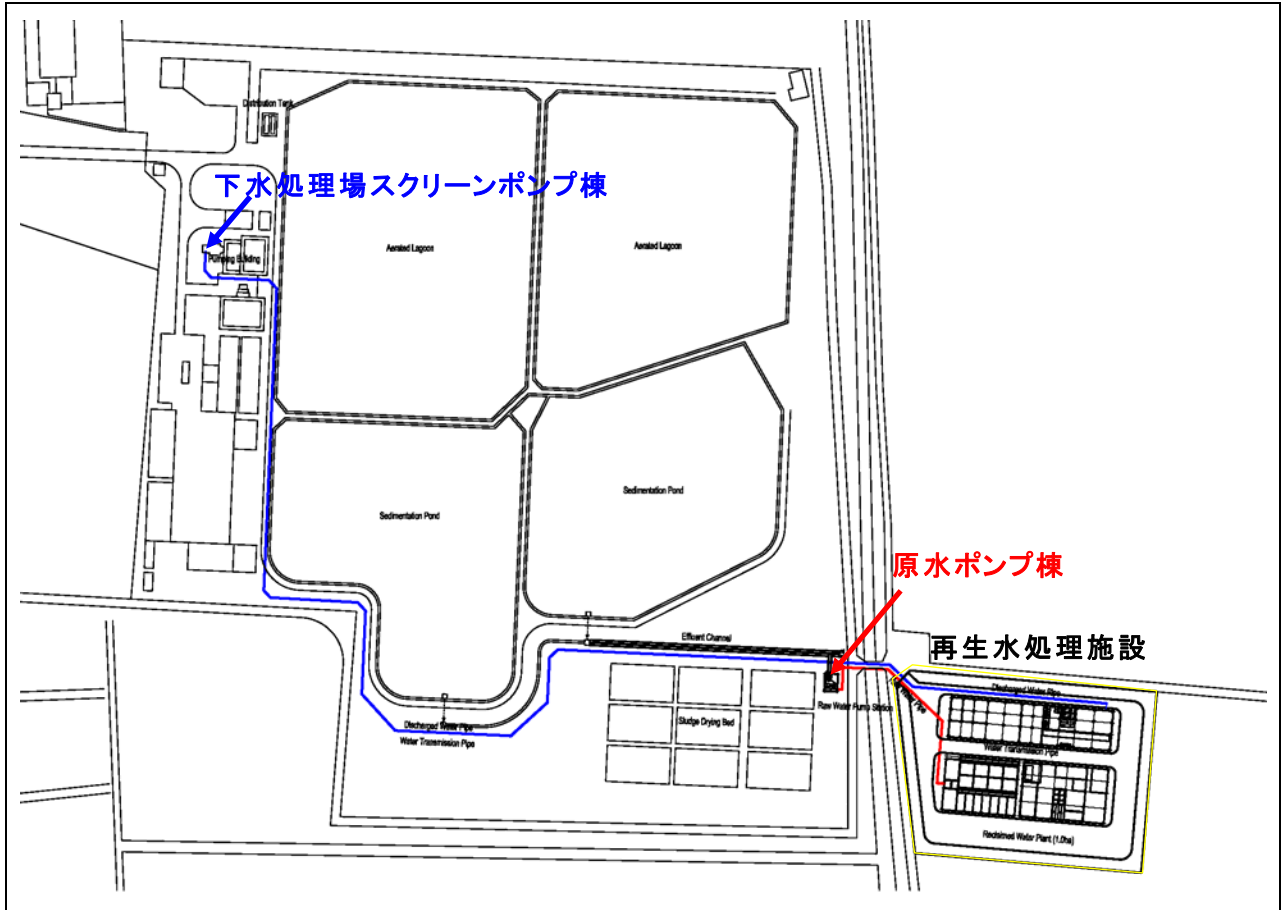 Distribution Tank
下水処理場スクリーンポンプ棟
Aerated Lagoon
Aerated Lagoon
Pumping Building
Sedimentation Pond
Sedimentation Pond
原水ポンプ棟
Effluent Channel
再生水処理施設
Discharged Water Pipe
Raw Water Pump Station
Sludge Drying Bed
Discharged Water Pipe
Water Transmission Pipe
Water Transmission Pipe
Reclaimed Water Plant (1.0ha)
Water Pipe